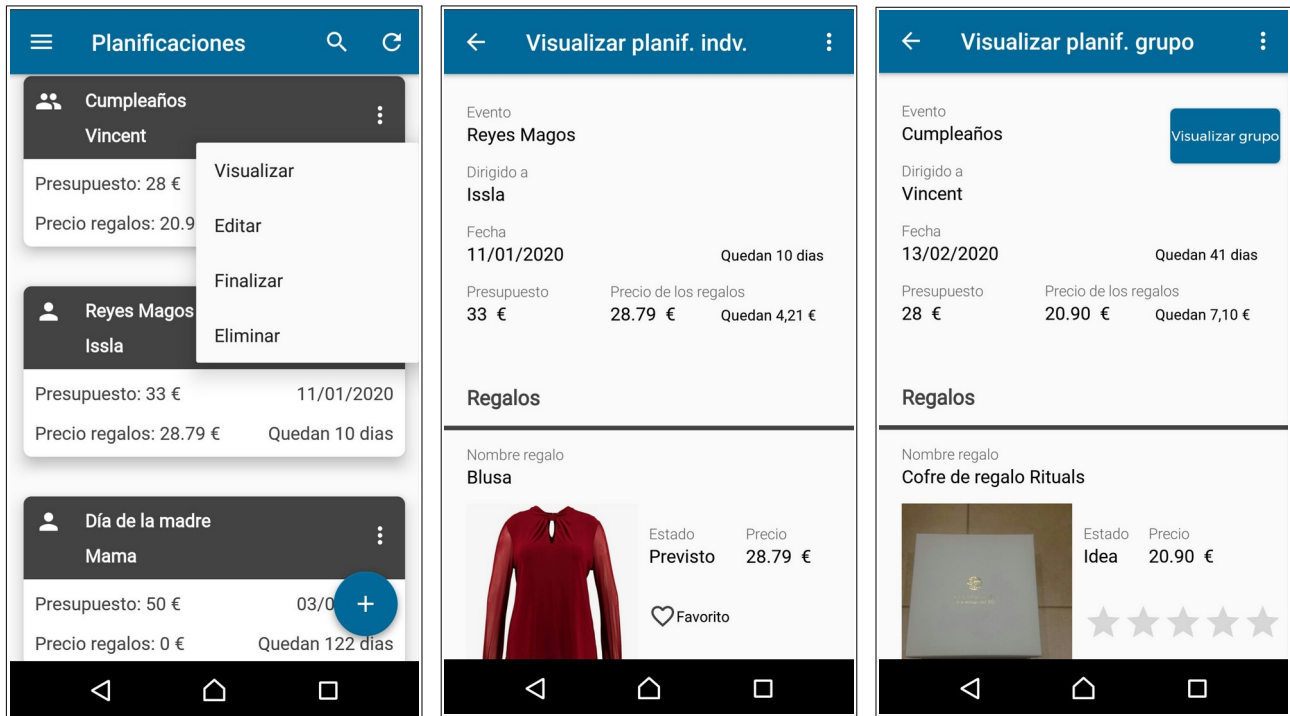 Planificaciones
Cumpleaños
Vincent
Presupuesto: 28 €
Precio regalos: 20.9
Visualizar
Editar
Finalizar
Eliminar
Reyes Magos
Issla
Presupuesto: 33 € 11/01/2020
Precio regalos: 28.79 € Quedan 10 dias
Día de la madre
Mama
Presupuesto: 50 € 03/0
Precio regalos: 0 € Quedan 122 dias
Visualizar planif. indv.
Evento
Reyes Magos
Dirigido a
Issla
Fecha
11/01/2020 Quedan 10 dias
Presupuesto Precio de los regalos
33 € 28.79 € Quedan 4,21 €
Regalos
Nombre regalo
Blusa
Estado Precio
Previsto 28.79 €
Favorito
Visualizar planif. grupo
Evento
Cumpleaños
Visualizar grupo
Dirigido a
Vincent
Fecha
13/02/2020 Quedan 41 dias
Presupuesto Precio de los regalos
28 € 20.90 € Quedan 7,10 €
Regalos
Nombre regalo
Cofre de regalo Rituals
Estado Precio
Idea 20.90 €